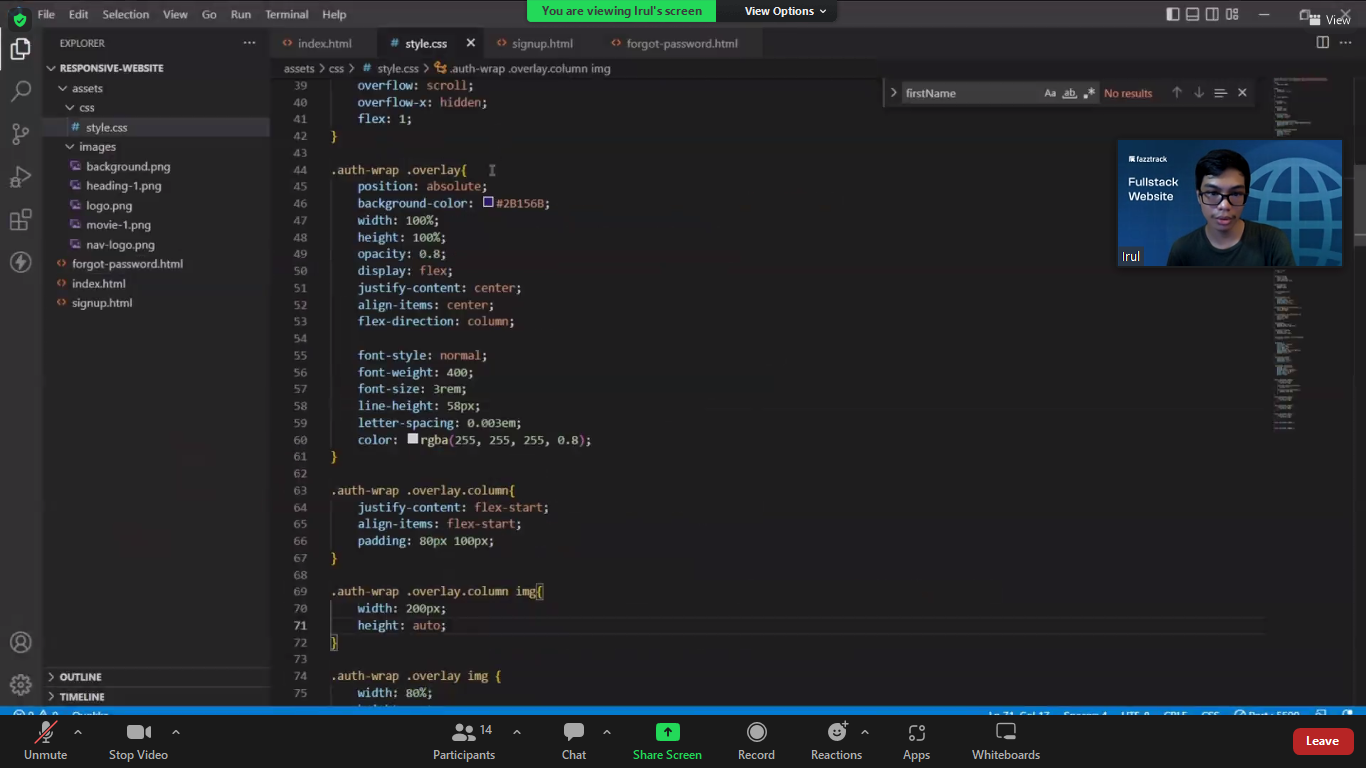 You are viewing Irul's screen
View Options
File Edit Selection View Go Run Terminal Help
View
EXPLORER
index.html
style.css
signup.html
forgot-password.html
RESPONSIVE-WEBSITE
assets
css
style.css
images
background.png
heading-1.png
logo.png
movie-1.png
nav-logo.png
forgot-password.html
index.html
signup.html
OUTLINE
TIMELINE
assets > css > # style.css > .auth-wrap .overlay.column img
firstName
Aa ab .*
No results
39 overflow: scroll;
40 overflow-x: hidden;
41 flex: 1;
42 }
43
44 .auth-wrap .overlay{
45 position: absolute;
46 background-color: #2B156B;
47 width: 100%;
48 height: 100%;
49 opacity: 0.8;
50 display: flex;
51 justify-content: center;
52 align-items: center;
53 flex-direction: column;
54
55 font-style: normal;
56 font-weight: 400;
57 font-size: 3rem;
58 line-height: 58px;
59 letter-spacing: 0.003em;
60 color: rgba(255, 255, 255, 0.8);
61 }
62
63 .auth-wrap .overlay.column{
64 justify-content: flex-start;
65 align-items: flex-start;
66 padding: 80px 100px;
67 }
68
69 .auth-wrap .overlay.column img{
70 width: 200px;
71 height: auto;
72 }
73
74 .auth-wrap .overlay img {
75 width: 80%;
fazztrack
Fullstack
Website
Irul
Unmute
Stop Video
Participants
14
Chat
Share Screen
Record
Reactions
Apps
Whiteboards
Leave